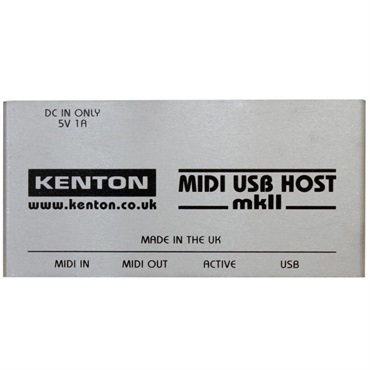 DC IN ONLY
5V 1A
KENTON
www.kenton.co.uk
MIDI USB HOST
mkII
MADE IN THE UK
MIDI IN MIDI OUT ACTIVE USB